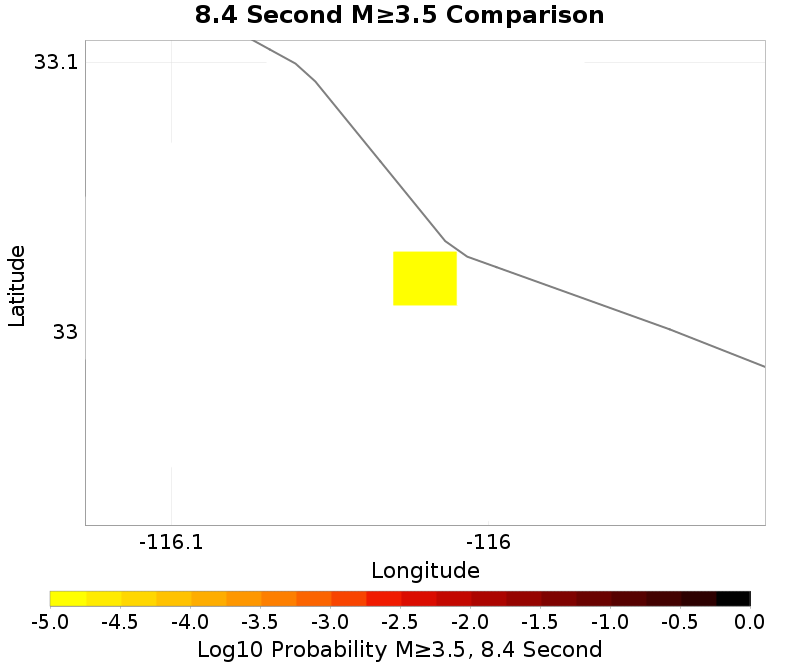 8.4 Second M≥3.5 Comparison
33.1
33
Latitude
-116.1 -116
Longitude
-5.0 -4.5 -4.0 -3.5 -3.0 -2.5 -2.0 -1.5 -1.0 -0.5 0.0
Log10 Probability M≥3.5, 8.4 Second